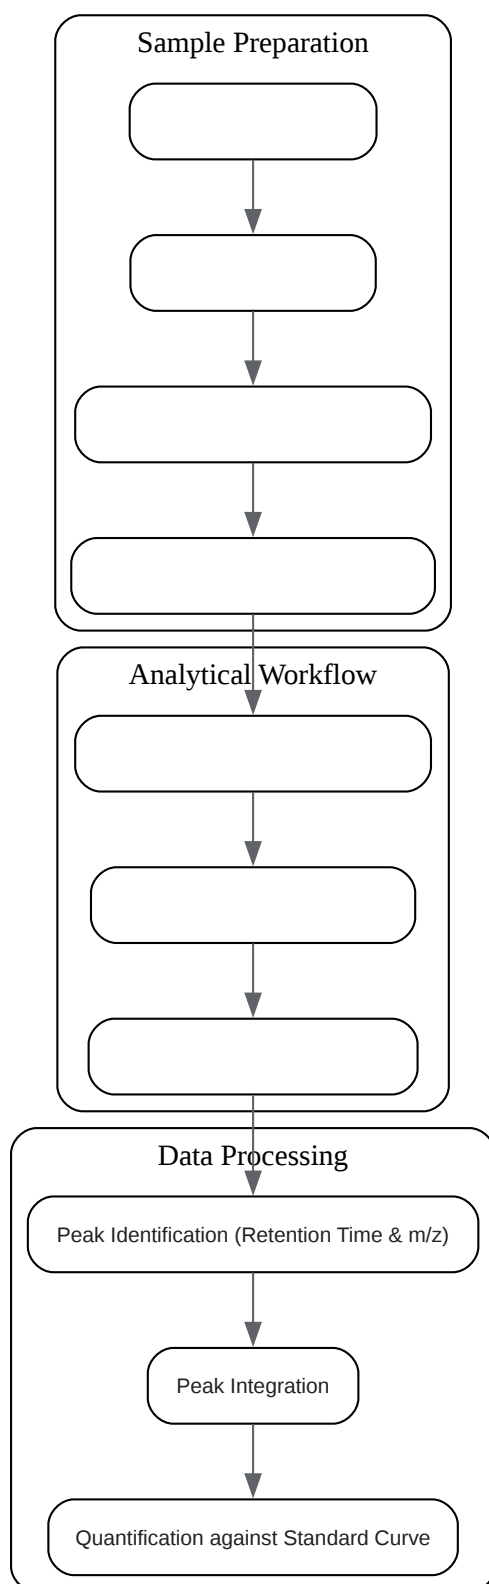 Sample Preparation
Analytical Workflow
Data Processing
Peak Identification (Retention Time & m/z)
Peak Integration
Quantification against Standard Curve